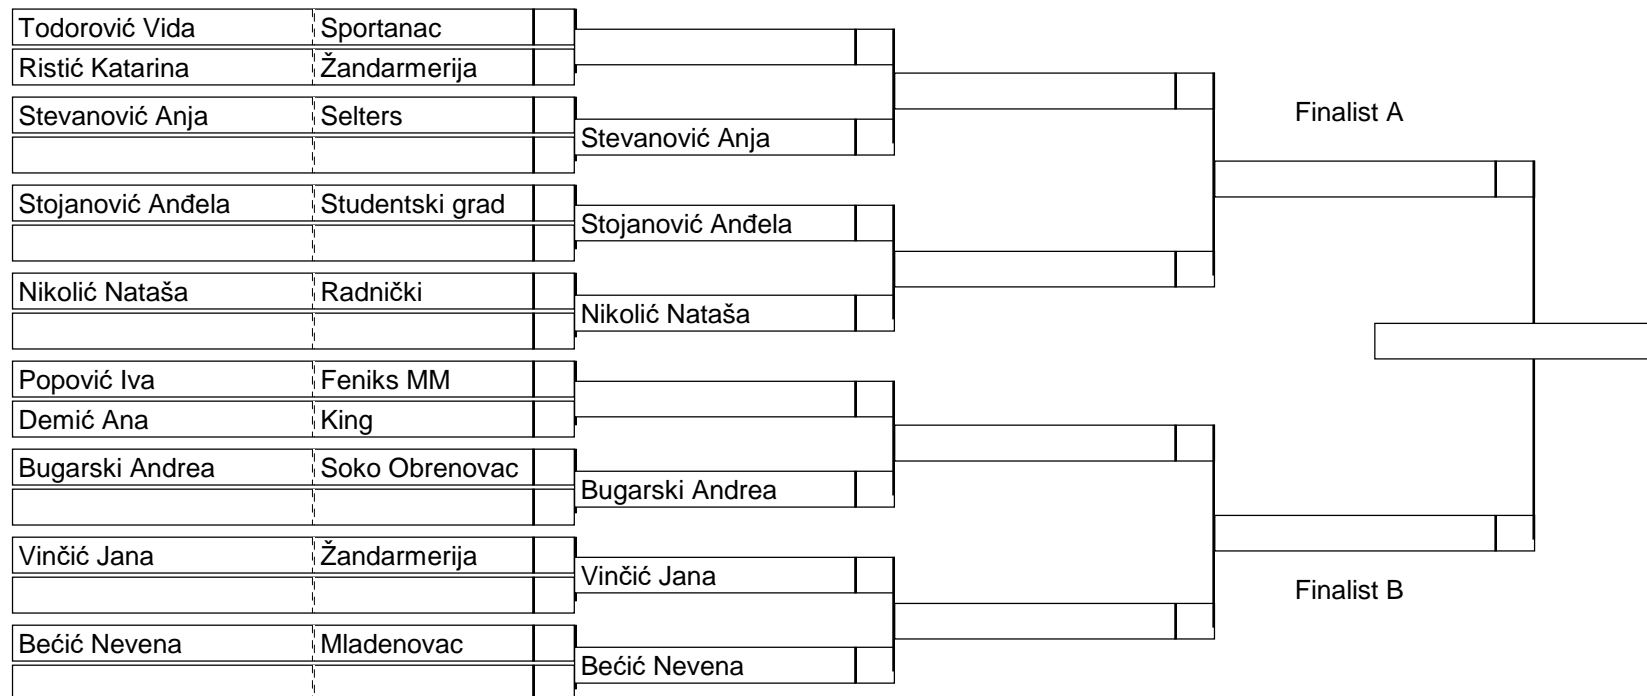 Todorović Vida Sportanac
Ristić Katarina Žandarmerija
Stevanović Anja Selters
Stevanović Anja
Stojanović Anđela Studentski grad
Stojanović Anđela
Nikolić Nataša Radnički
Nikolić Nataša
Popović Iva Feniks MM
Demić Ana King
Bugarski Andrea Soko Obrenovac
Bugarski Andrea
Vinčić Jana Žandarmerija
Vinčić Jana
Bećić Nevena Mladenovac
Bećić Nevena
Finalist A
Finalist B